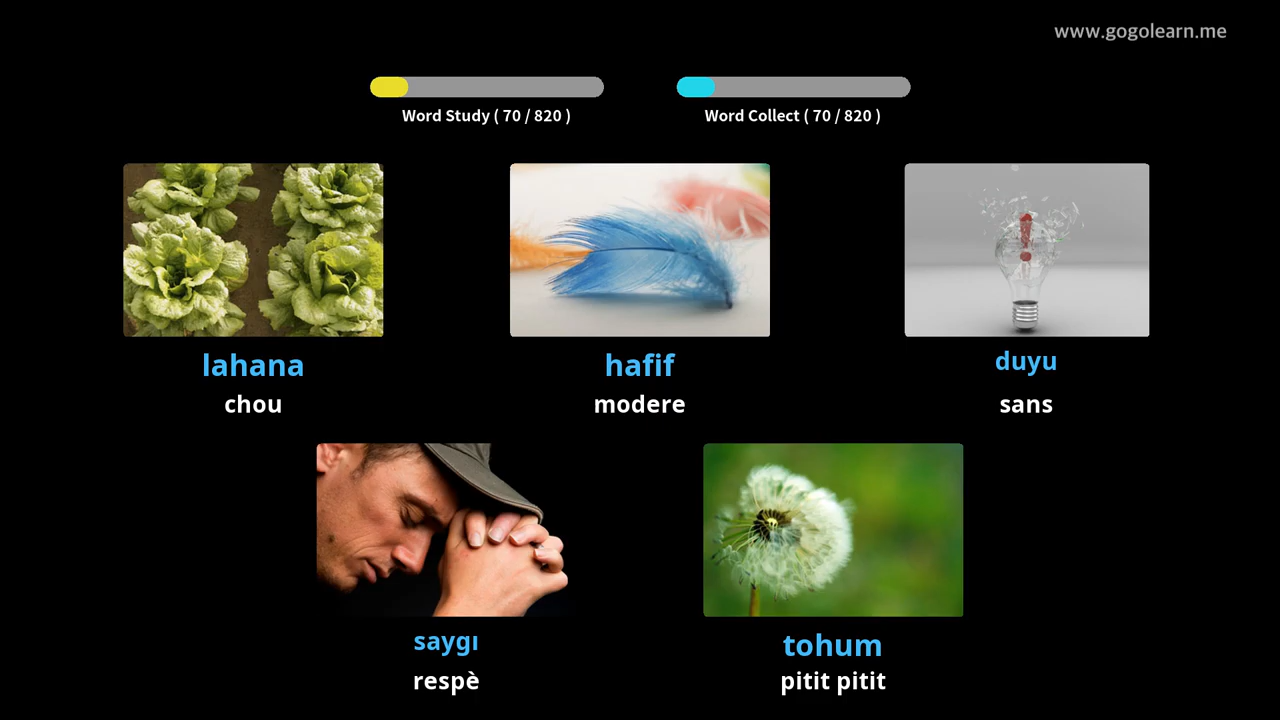 www.gogolearn.me
Word Study ( 70 / 820 )
Word Collect ( 70 / 820 )
lahana
chou
hafif
modere
duyu
sans
saygı
respè
tohum
pitit pitit